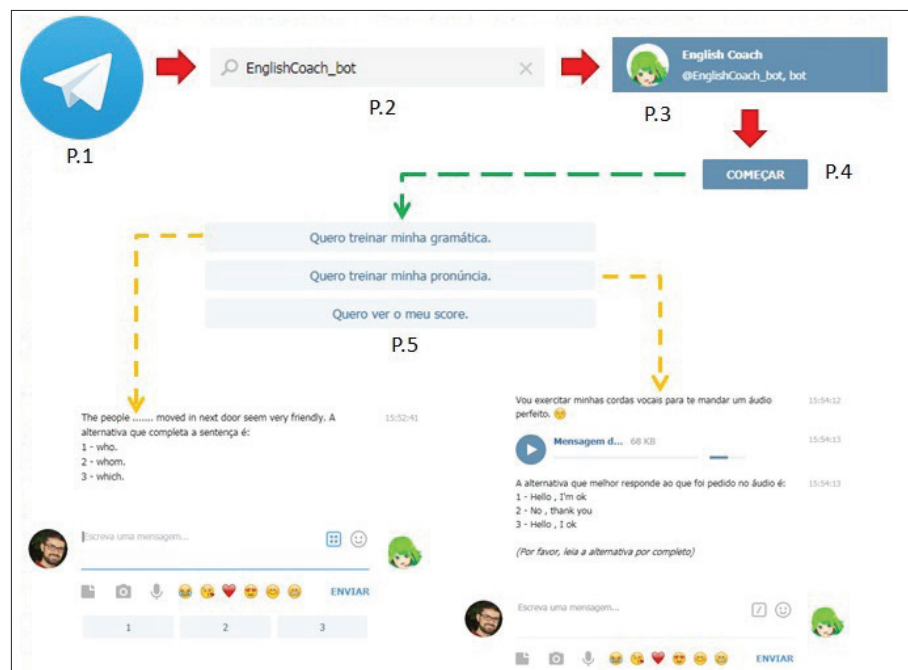 EnglishCoach_bot
English Coach
@EnglishCoach_bot, bot
P.1
P.2
P.3
COMEÇAR
P.4
Quero treinar minha gramática.
Quero treinar minha pronúncia.
Quero ver o meu score.
P.5
The people ....... moved in next door seem very friendly. A 15:52:41
alternativa que completa a sentença é:
1 - who.
2 - whom.
3 - which.
Escreva uma mensagem...
ENVIAR
1 2 3
Vou exercitar minhas cordas vocais para te mandar um áudio 15:54:12
perfeito.
Mensagem d... 68 KB 15:54:13
A alternativa que melhor responde ao que foi pedido no áudio é: 15:54:13
1 - Hello , I'm ok
2 - No , thank you
3 - Hello , I ok
(Por favor, leia a alternativa por completo)
Escreva uma mensagem...
ENVIAR